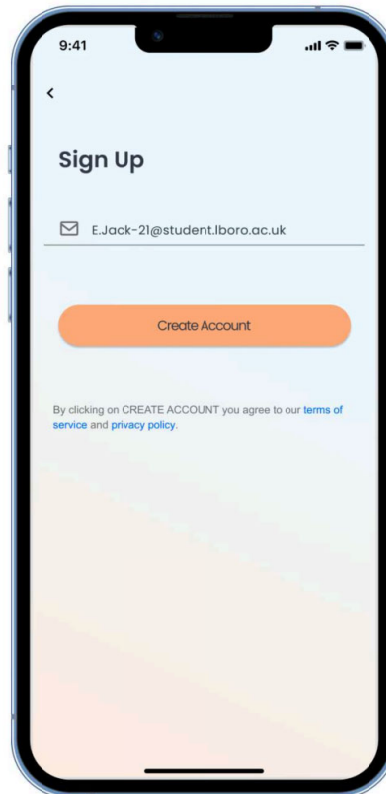 9:41
Sign Up
E.Jack-21@student.lboro.ac.uk
Create Account
By clicking on CREATE ACCOUNT you agree to our terms of
service and privacy policy.